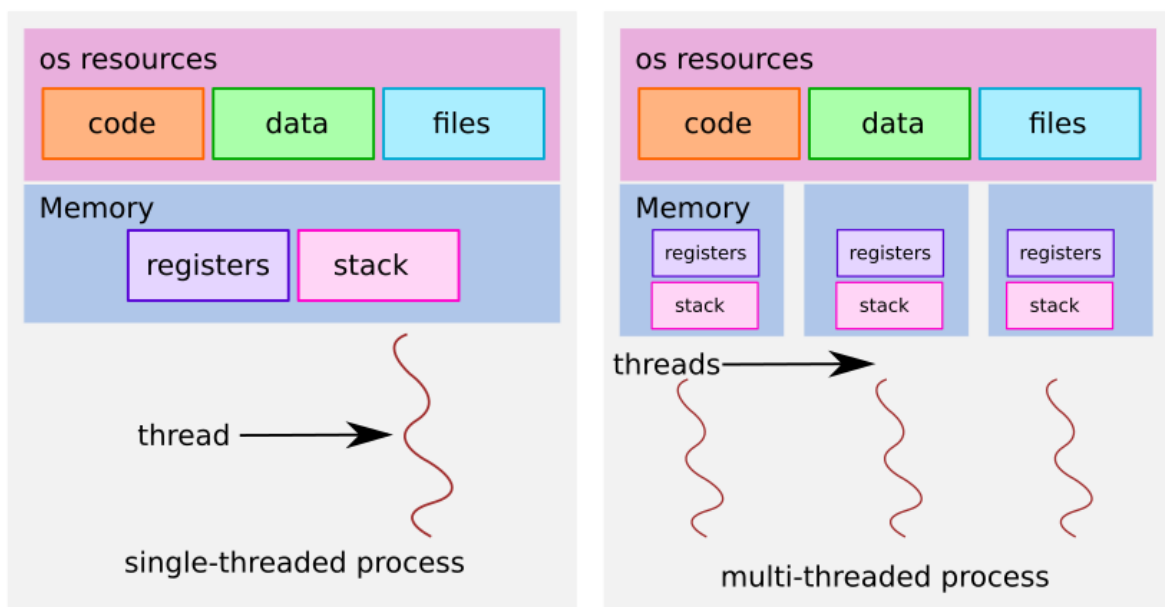 os resources
code data files
Memory
registers stack
thread
single-threaded process
os resources
code data files
Memory
registers registers registers
stack stack stack
threads
multi-threaded process